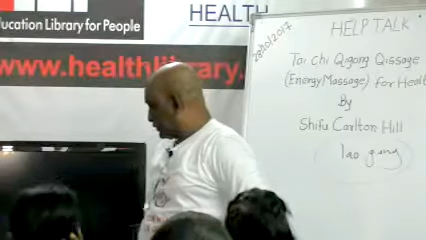 ducation Library for People
HEALTH
www.healthlibrary.
28/01/2017
HELP TALK
Tai Chi Qigong Qissage
(Energy Massage) for Healt
By
Shifu Carlton Hill
lao gung